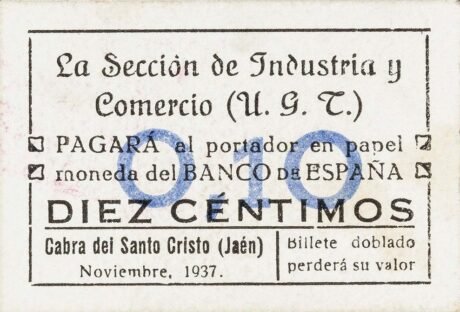 La Sección de Industria y
Comercio (U. G. T.)
PAGARÁ al portador en papel
moneda del BANCO DE ESPAÑA
0,10
DIEZ CÉNTIMOS
Cabra del Santo Cristo (Jaén)
Noviembre, 1937.
Billete doblado
perderá su valor